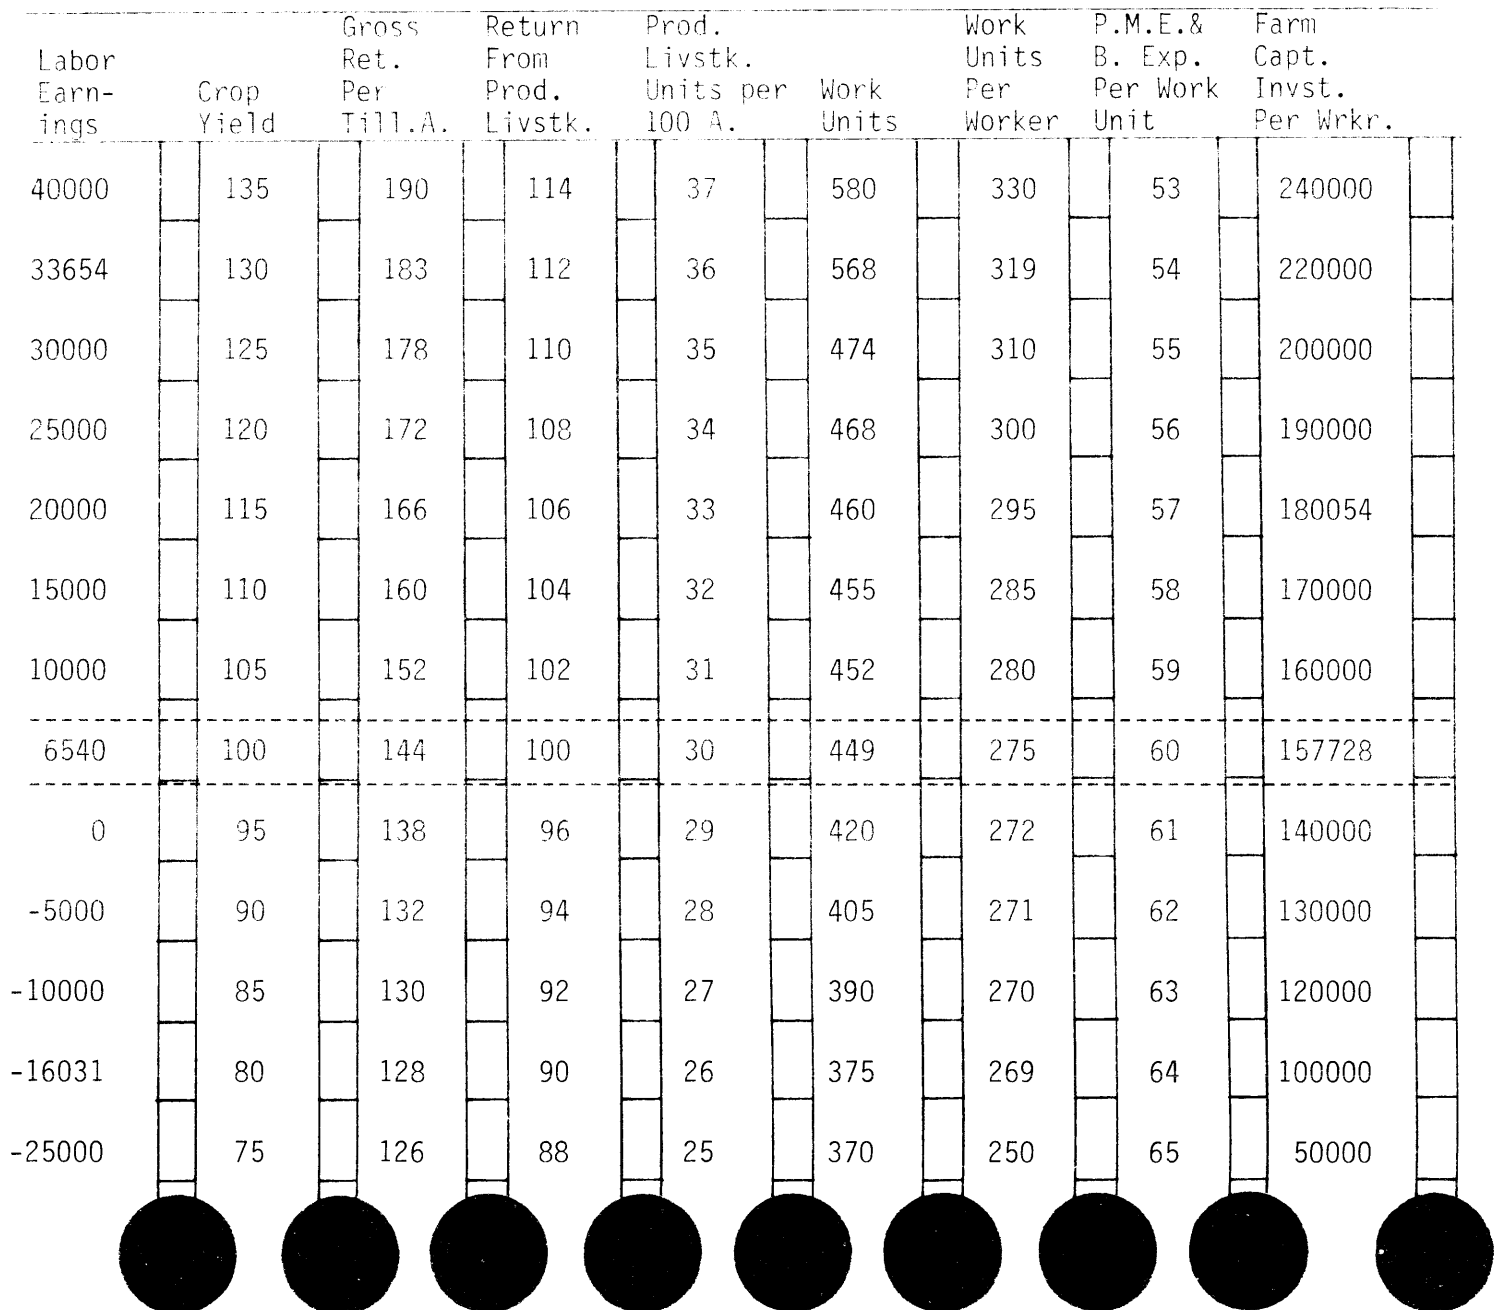 Gross Return Prod. Work P.M.E.& Farm
Labor Ret. From Livstk. Units B. Exp. Capt.
Earn- Crop Per Prod. Units per Work Per Per Work Invst.
ings Yield Till.A. Livstk. 100 A. Units Worker Unit Per Wrkr.
40000 135 190 114 37 580 330 53 240000
33654 130 183 112 36 568 319 54 220000
30000 125 178 110 35 474 310 55 200000
25000 120 172 108 34 468 300 56 190000
20000 115 166 106 33 460 295 57 180054
15000 110 160 104 32 455 285 58 170000
10000 105 152 102 31 452 280 59 160000
6540 100 144 100 30 449 275 60 157728
0 95 138 96 29 420 272 61 140000
-5000 90 132 94 28 405 271 62 130000
-10000 85 130 92 27 390 270 63 120000
-16031 80 128 90 26 375 269 64 100000
-25000 75 126 88 25 370 250 65 50000